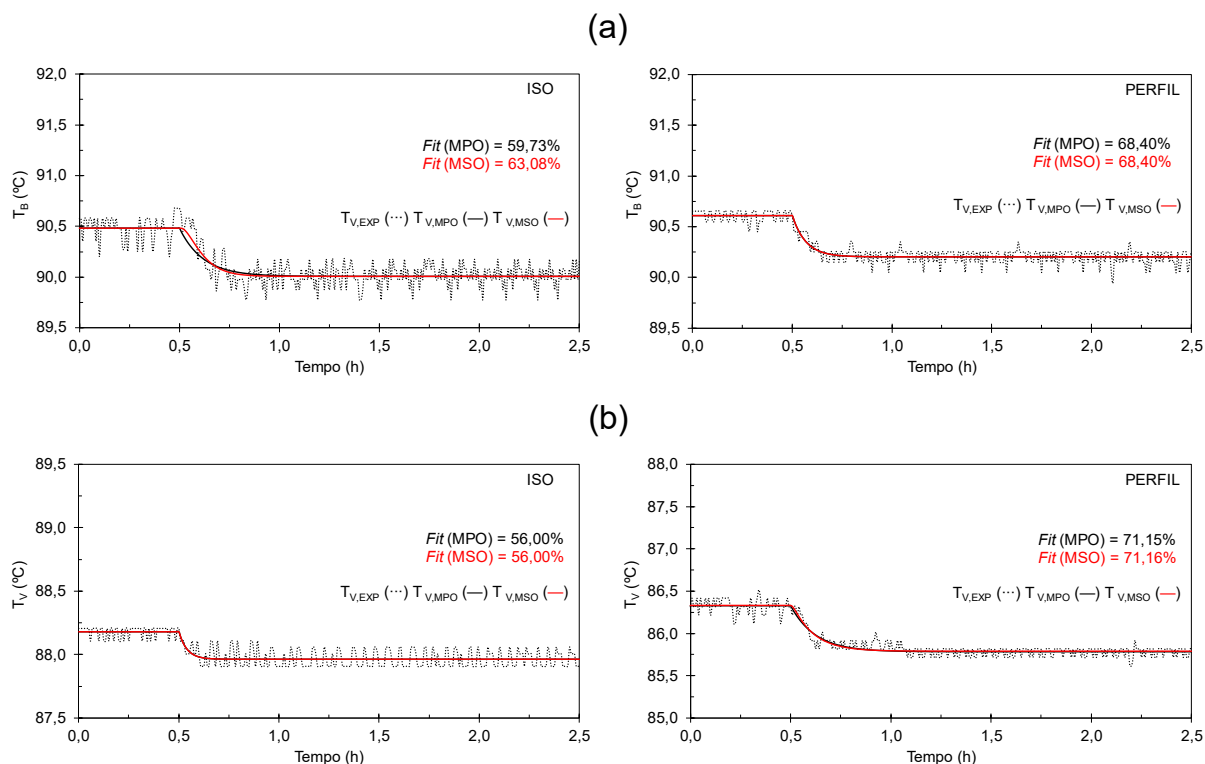 (a)
92,0
91,5
91,0
90,5
90,0
89,5
T_B (ºC)
ISO
Fit (MPO) = 59,73%
Fit (MSO) = 63,08%
T_V,EXP (···) T_V,MPO (—) T_V,MSO (—)
0,0 0,5 1,0 1,5 2,0 2,5
Tempo (h)
92,0
91,5
91,0
90,5
90,0
89,5
T_B (ºC)
PERFIL
Fit (MPO) = 68,40%
Fit (MSO) = 68,40%
T_V,EXP (···) T_V,MPO (—) T_V,MSO (—)
0,0 0,5 1,0 1,5 2,0 2,5
Tempo (h)
(b)
89,5
89,0
88,5
88,0
87,5
T_V (ºC)
ISO
Fit (MPO) = 56,00%
Fit (MSO) = 56,00%
T_V,EXP (···) T_V,MPO (—) T_V,MSO (—)
0,0 0,5 1,0 1,5 2,0 2,5
Tempo (h)
88,0
87,5
87,0
86,5
86,0
85,5
85,0
T_V (ºC)
PERFIL
Fit (MPO) = 71,15%
Fit (MSO) = 71,16%
T_V,EXP (···) T_V,MPO (—) T_V,MSO (—)
0,0 0,5 1,0 1,5 2,0 2,5
Tempo (h)